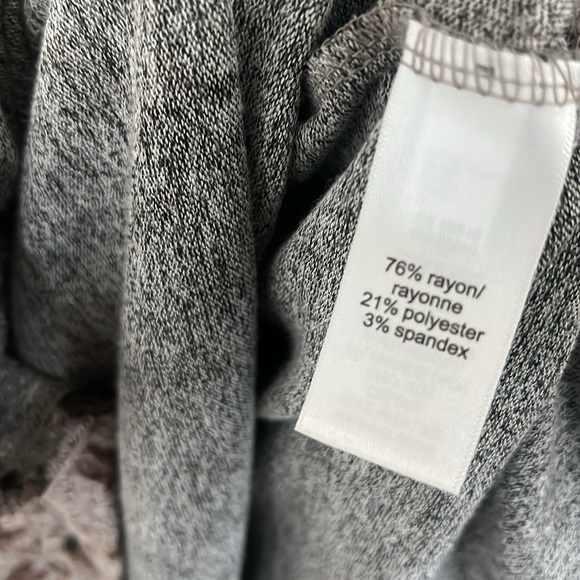 76% rayon/
rayonne
21% polyester
3% spandex